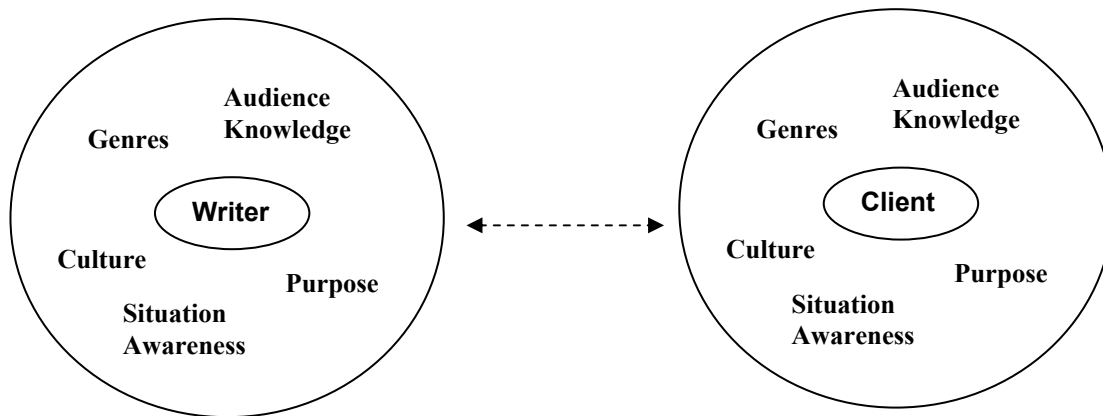 Audience
Knowledge
Genres
Writer
Culture
Purpose
Situation
Awareness
Audience
Knowledge
Genres
Client
Culture
Purpose
Situation
Awareness